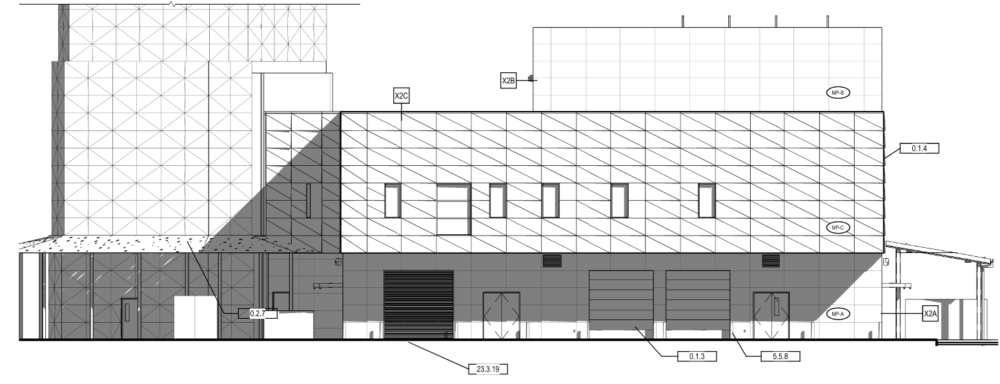 X2B
MP-B
X2C
0.1.4
MP-C
0.2.7
MP-A
X2A
0.1.3
5.5.8
23.3.19